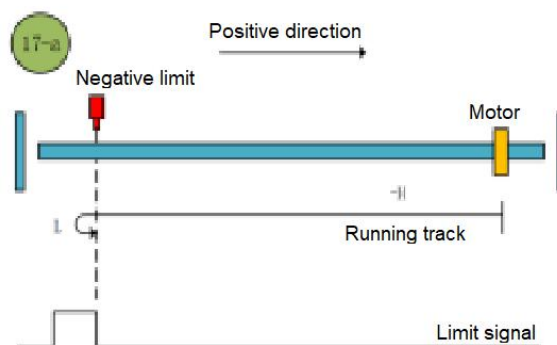 17-a
Positive direction
Negative limit
Motor
-H
L
Running track
Limit signal